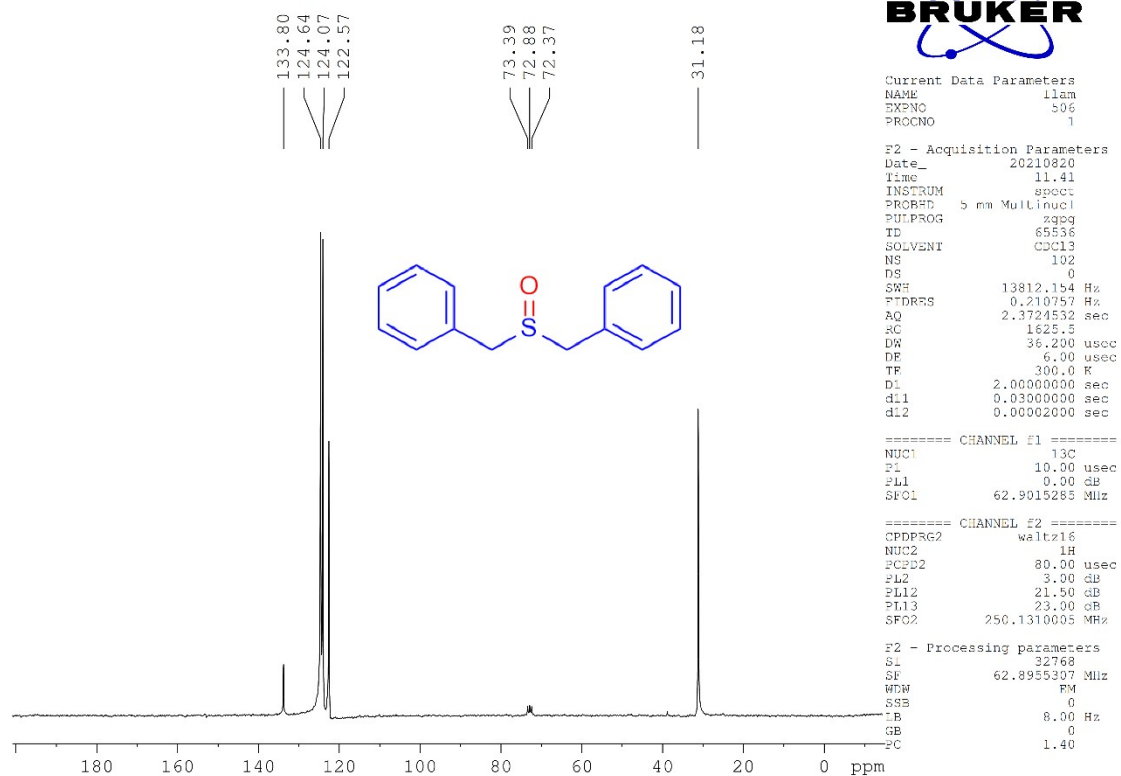 133.80
124.64
124.07
122.57
73.39
72.88
72.37
31.18
BRUKER
Current Data Parameters
NAME Ilam
EXPNO 506
PROCNO 1
F2 - Acquisition Parameters
Date_ 20210820
Time 11.41
INSTRUM spect
PROBHD 5 mm Multinucl
PULPROG zgpg
TD 65536
SOLVENT CDCl3
NS 102
DS 0
SWH 13812.154 Hz
FIDRES 0.210757 Hz
AQ 2.3724532 sec
RG 1625.5
DW 36.200 usec
DE 6.00 usec
TE 300.0 K
D1 2.00000000 sec
d11 0.03000000 sec
d12 0.00002000 sec
======== CHANNEL f1 ========
NUC1 13C
P1 10.00 usec
PL1 0.00 dB
SFO1 62.9015285 MHz
======== CHANNEL f2 ========
CPDPRG2 waltz16
NUC2 1H
PCPD2 80.00 usec
PL2 3.00 dB
PL12 21.50 dB
PL13 23.00 dB
SFO2 250.1310005 MHz
F2 - Processing parameters
SI 32768
SF 62.8955307 MHz
WDW EM
SSB 0
LB 8.00 Hz
GB 0
PC 1.40
O
S
180 160 140 120 100 80 60 40 20 0 ppm